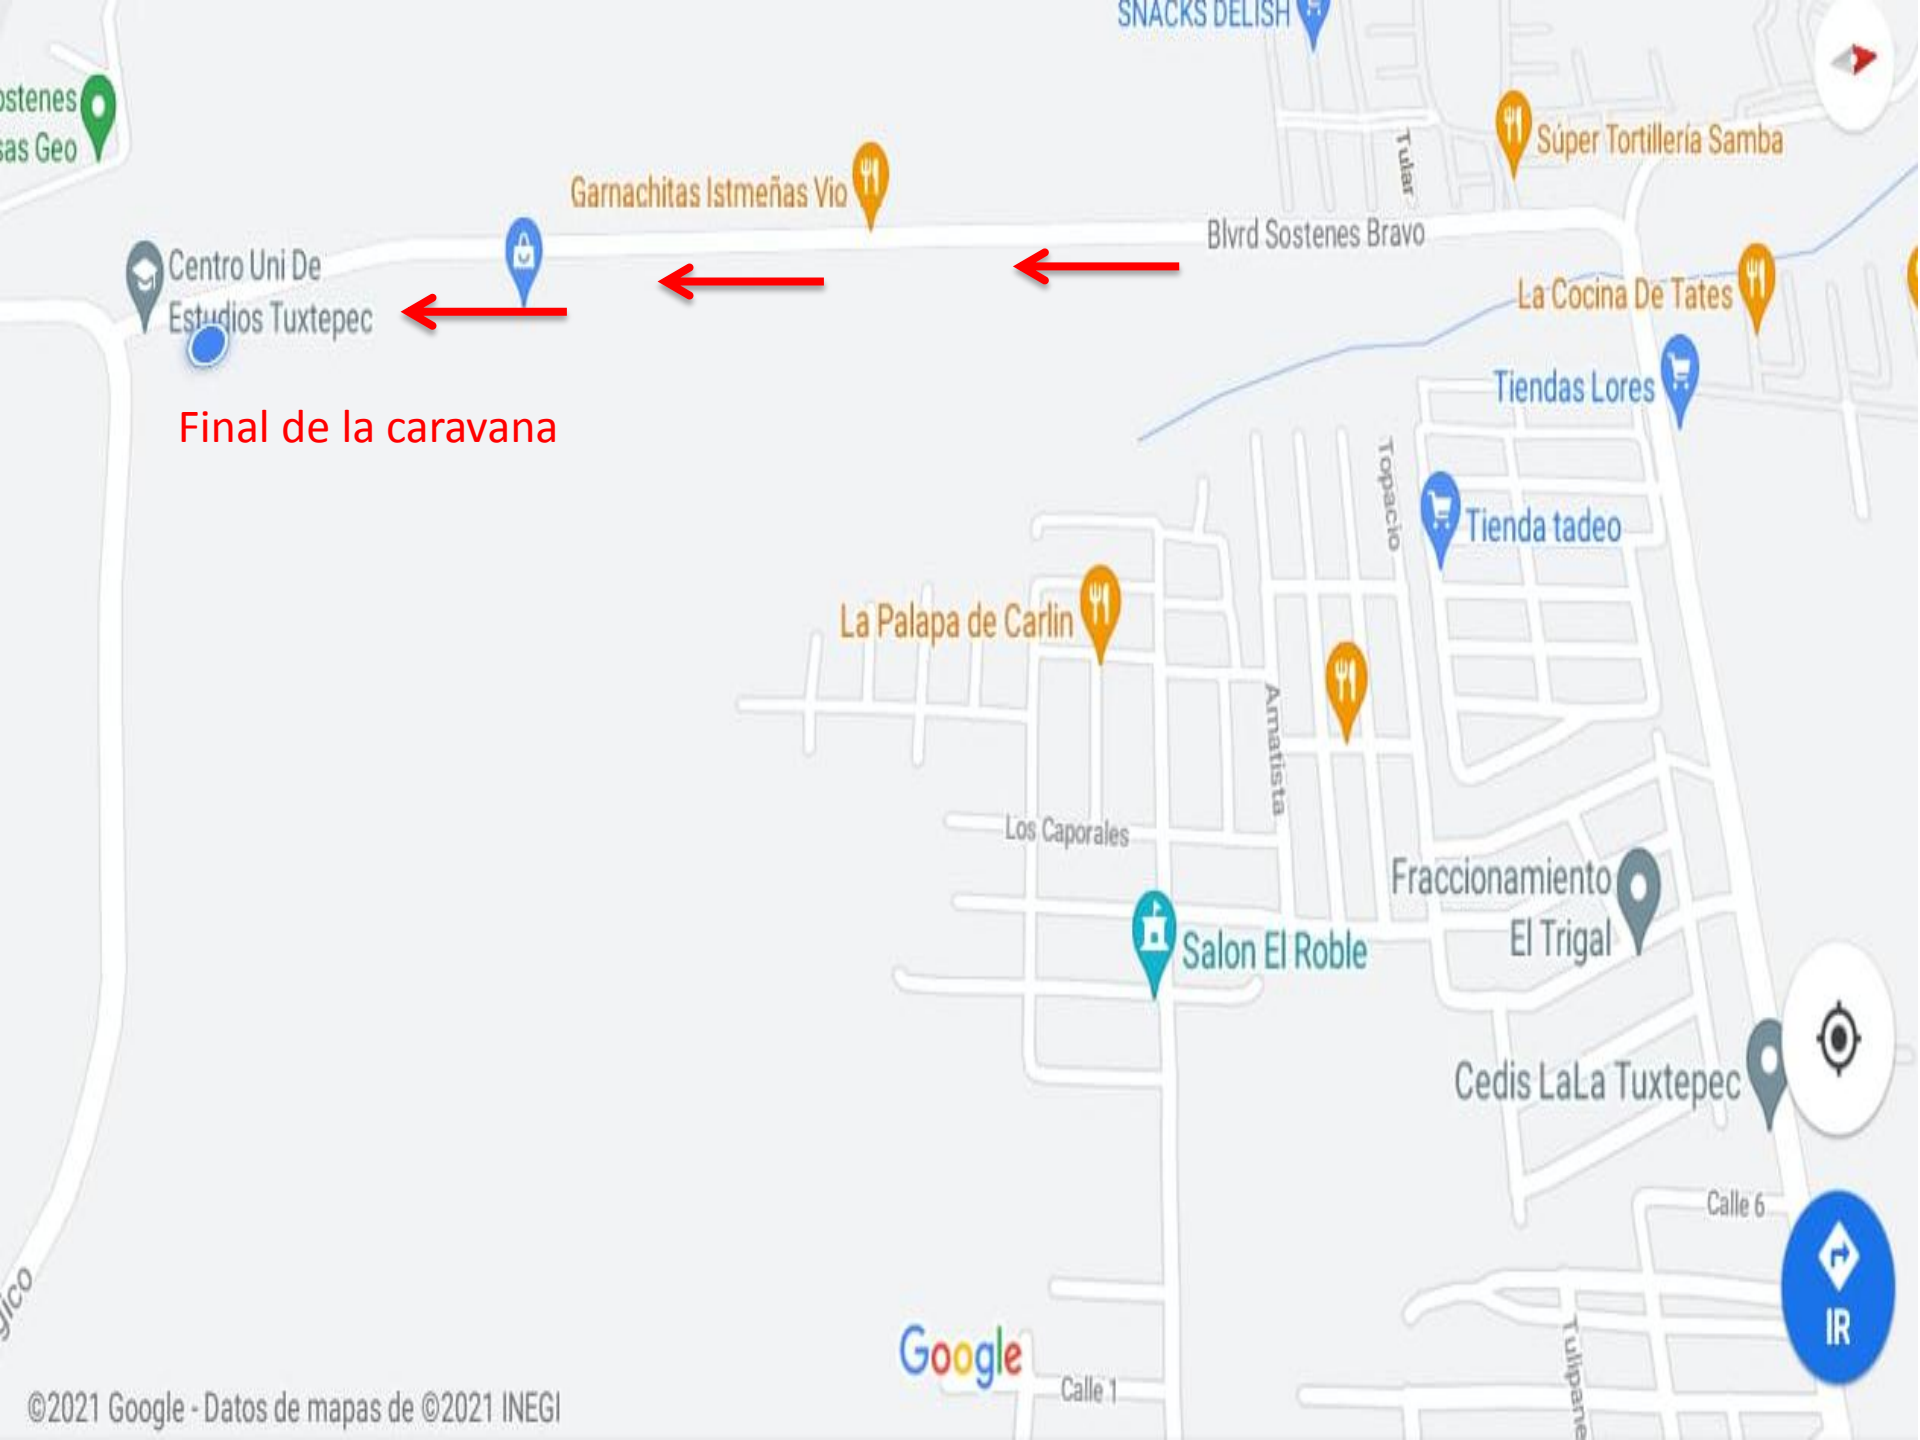 SNACKS DELISH
ostenes
sas Geo
Tular
Súper Tortillería Samba
Garnachitas Istmeñas Vio
Blvrd Sostenes Bravo
Centro Uni De
Estudios Tuxtepec
La Cocina De Tates
Tiendas Lores
Final de la caravana
Topacio
Tienda tadeo
La Palapa de Carlin
Amatista
Los Caporales
Fraccionamiento
El Trigal
Salon El Roble
Cedis LaLa Tuxtepec
Calle 6
gico
IR
Tulipane
Google
Calle 1
©2021 Google - Datos de mapas de ©2021 INEGI